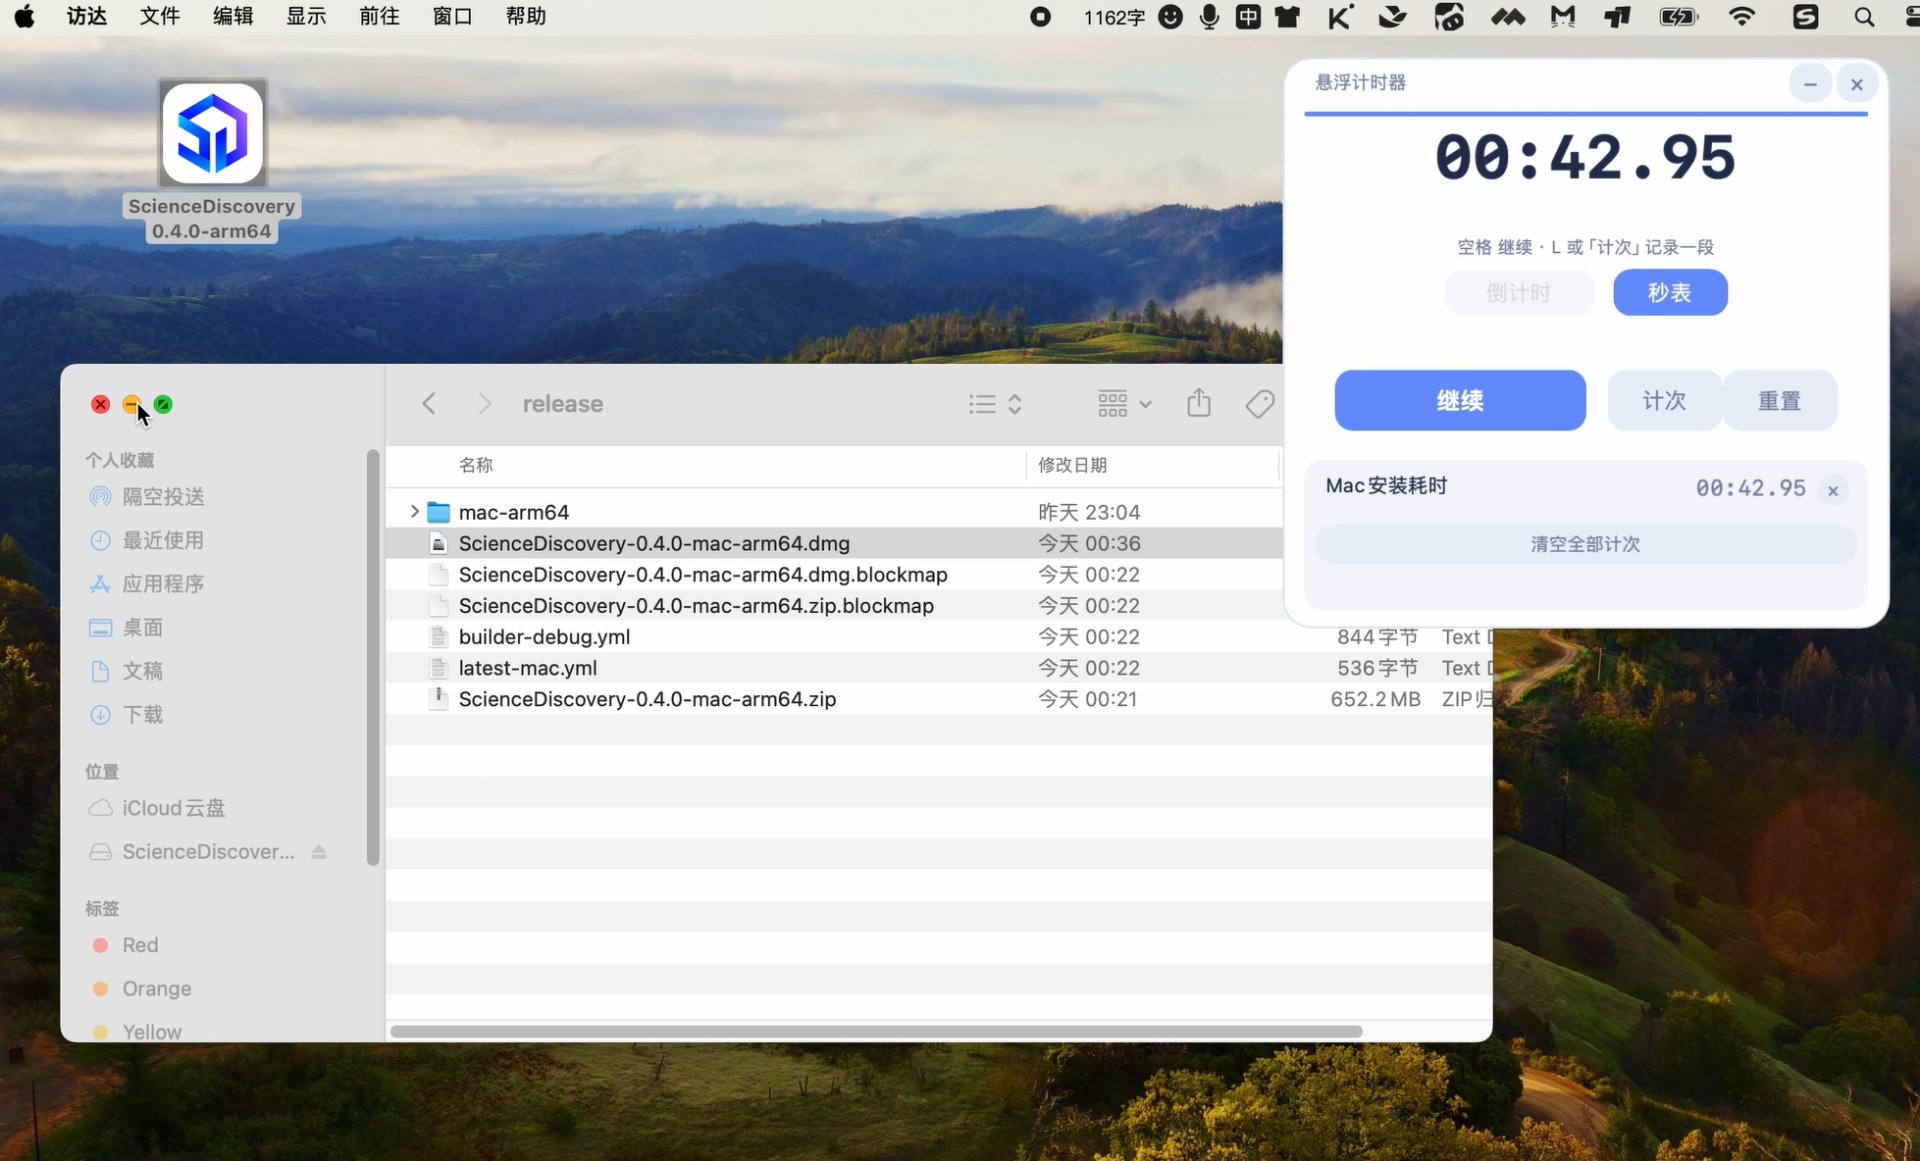 访达 文件 编辑 显示 前往 窗口 帮助 1162字 中
ScienceDiscovery
0.4.0-arm64
悬浮计时器
00:42.95
空格 继续 · L 或「计次」记录一段
倒计时 秒表
继续 计次 重置
Mac安装耗时 00:42.95
清空全部计次
release
个人收藏
隔空投送
最近使用
应用程序
桌面
文稿
下载
位置
iCloud云盘
ScienceDiscover...
标签
Red
Orange
Yellow
名称 修改日期
mac-arm64 昨天 23:04
ScienceDiscovery-0.4.0-mac-arm64.dmg 今天 00:36
ScienceDiscovery-0.4.0-mac-arm64.dmg.blockmap 今天 00:22
ScienceDiscovery-0.4.0-mac-arm64.zip.blockmap 今天 00:22
builder-debug.yml 今天 00:22 844字节 Text
latest-mac.yml 今天 00:22 536字节 Text
ScienceDiscovery-0.4.0-mac-arm64.zip 今天 00:21 652.2 MB ZIP归